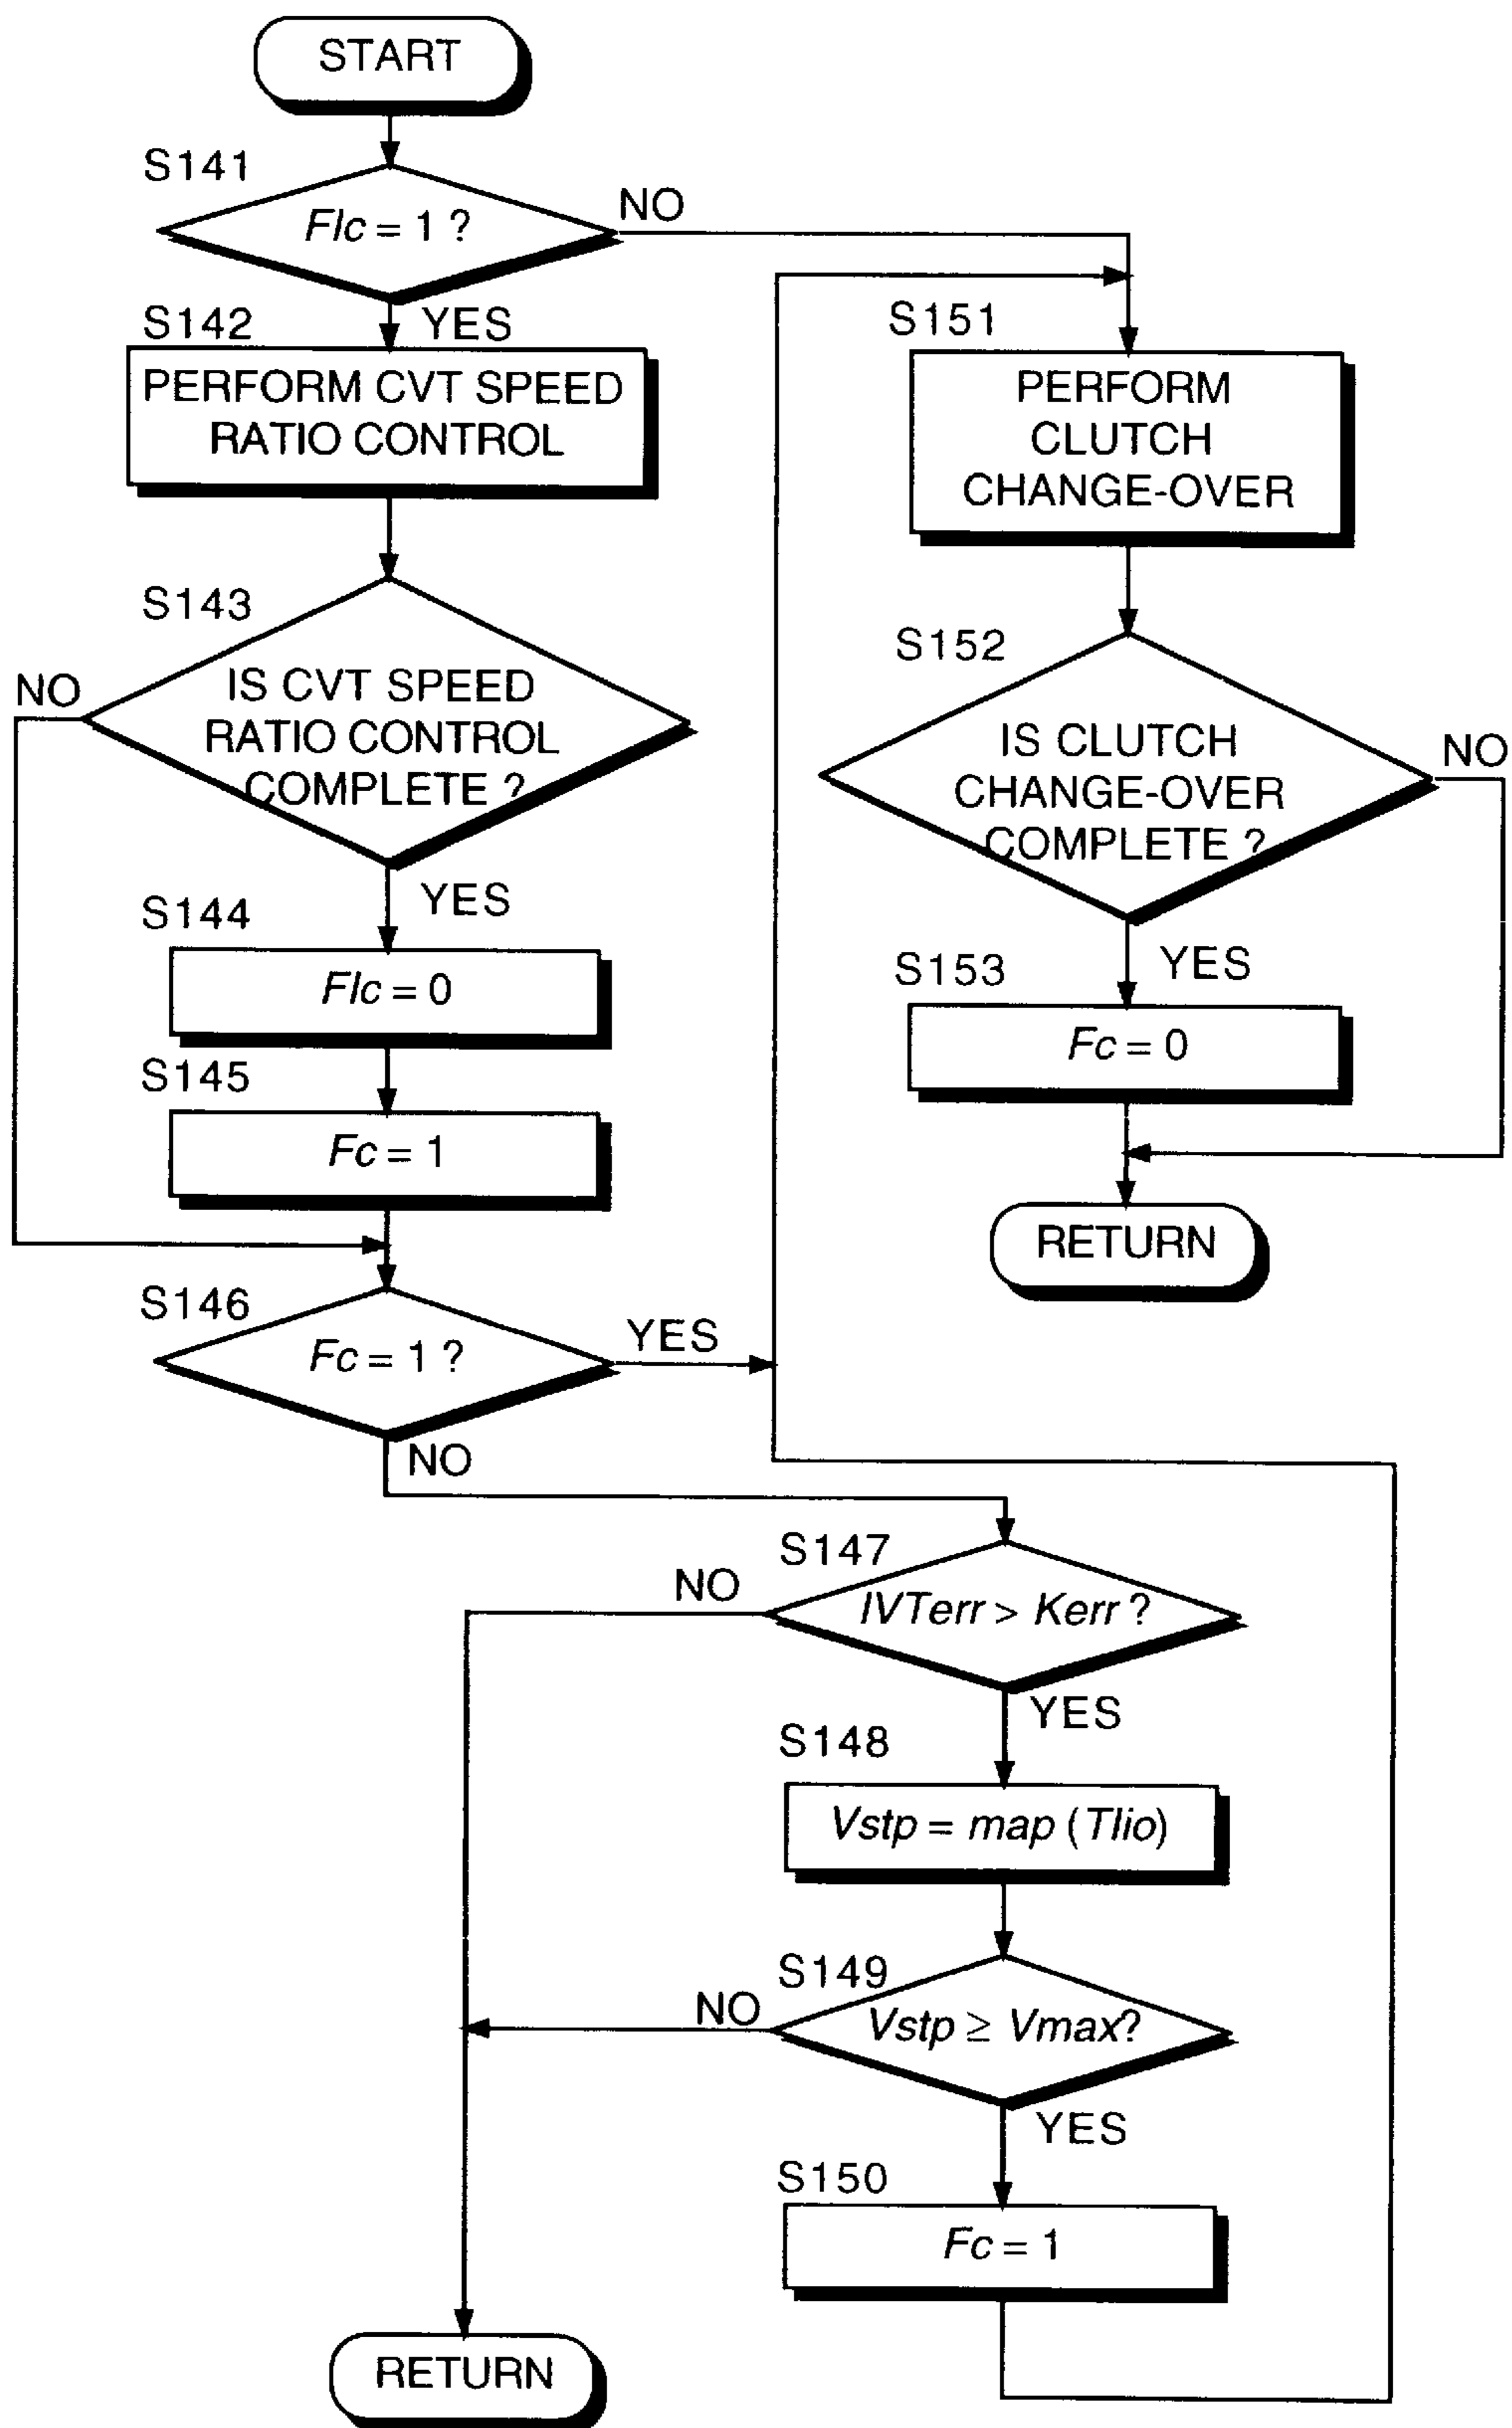 START
S141
Flc = 1 ?
NO
YES
S142
PERFORM CVT SPEED
RATIO CONTROL
S143
NO
IS CVT SPEED
RATIO CONTROL
COMPLETE ?
YES
S144
Flc = 0
S145
Fc = 1
S146
Fc = 1 ?
YES
NO
S147
NO
IVTerr > Kerr ?
YES
S148
Vstp = map (Tlio)
S149
NO
Vstp ≥ Vmax?
YES
S150
Fc = 1
RETURN
S151
PERFORM
CLUTCH
CHANGE-OVER
S152
IS CLUTCH
CHANGE-OVER
COMPLETE ?
NO
YES
S153
Fc = 0
RETURN